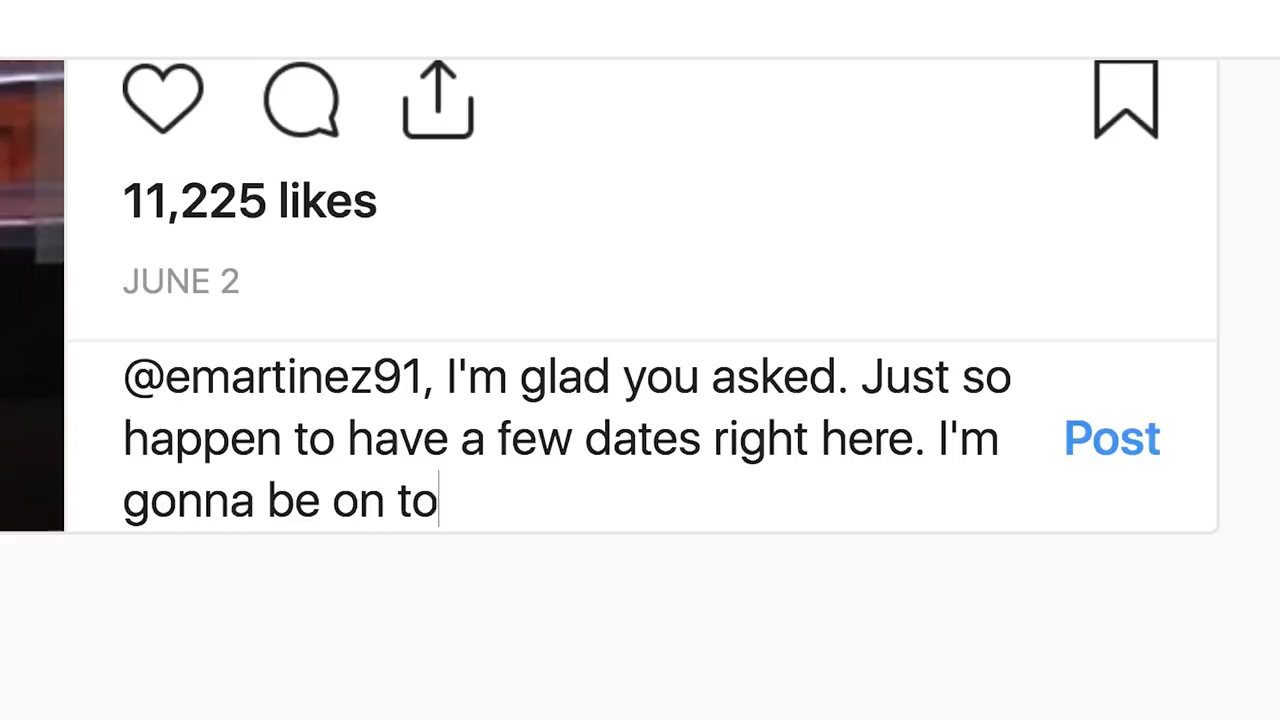 11,225 likes
JUNE 2
@emartinez91, I'm glad you asked. Just so
happen to have a few dates right here. I'm
gonna be on to
Post